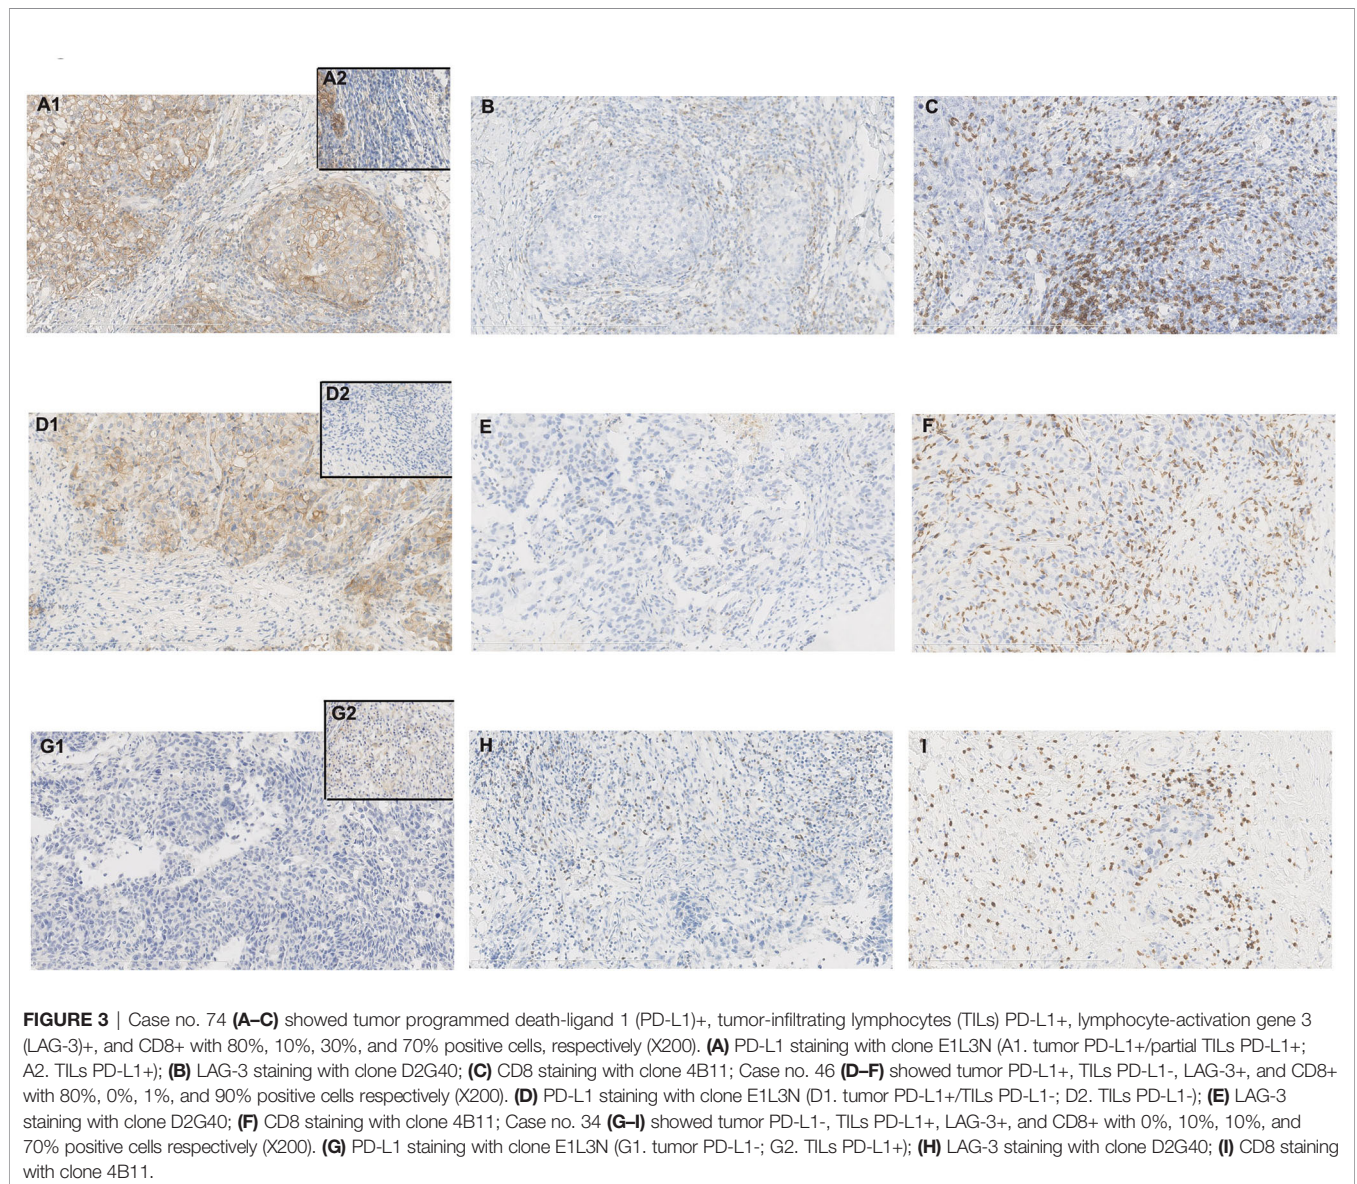 A1
A2
B
C
D1
D2
E
F
G1
G2
H
I
FIGURE 3 | Case no. 74 (A–C) showed tumor programmed death-ligand 1 (PD-L1)+, tumor-infiltrating lymphocytes (TILs) PD-L1+, lymphocyte-activation gene 3
(LAG-3)+, and CD8+ with 80%, 10%, 30%, and 70% positive cells, respectively (X200). (A) PD-L1 staining with clone E1L3N (A1. tumor PD-L1+/partial TILs PD-L1+;
A2. TILs PD-L1+); (B) LAG-3 staining with clone D2G40; (C) CD8 staining with clone 4B11; Case no. 46 (D–F) showed tumor PD-L1+, TILs PD-L1-, LAG-3+, and CD8+
with 80%, 0%, 1%, and 90% positive cells respectively (X200). (D) PD-L1 staining with clone E1L3N (D1. tumor PD-L1+/TILs PD-L1-; D2. TILs PD-L1-); (E) LAG-3
staining with clone D2G40; (F) CD8 staining with clone 4B11; Case no. 34 (G–I) showed tumor PD-L1-, TILs PD-L1+, LAG-3+, and CD8+ with 0%, 10%, 10%, and
70% positive cells respectively (X200). (G) PD-L1 staining with clone E1L3N (G1. tumor PD-L1-; G2. TILs PD-L1+); (H) LAG-3 staining with clone D2G40; (I) CD8 staining
with clone 4B11.